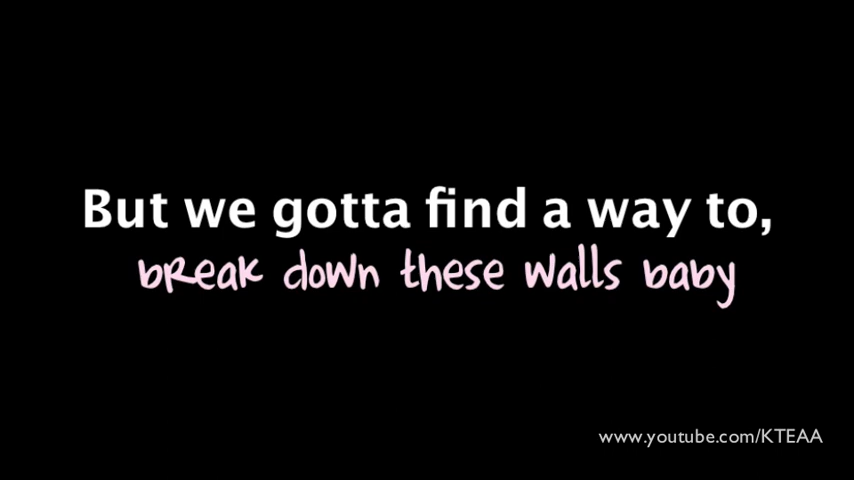 But we gotta find a way to,
break down these walls baby
www.youtube.com/KTEAA